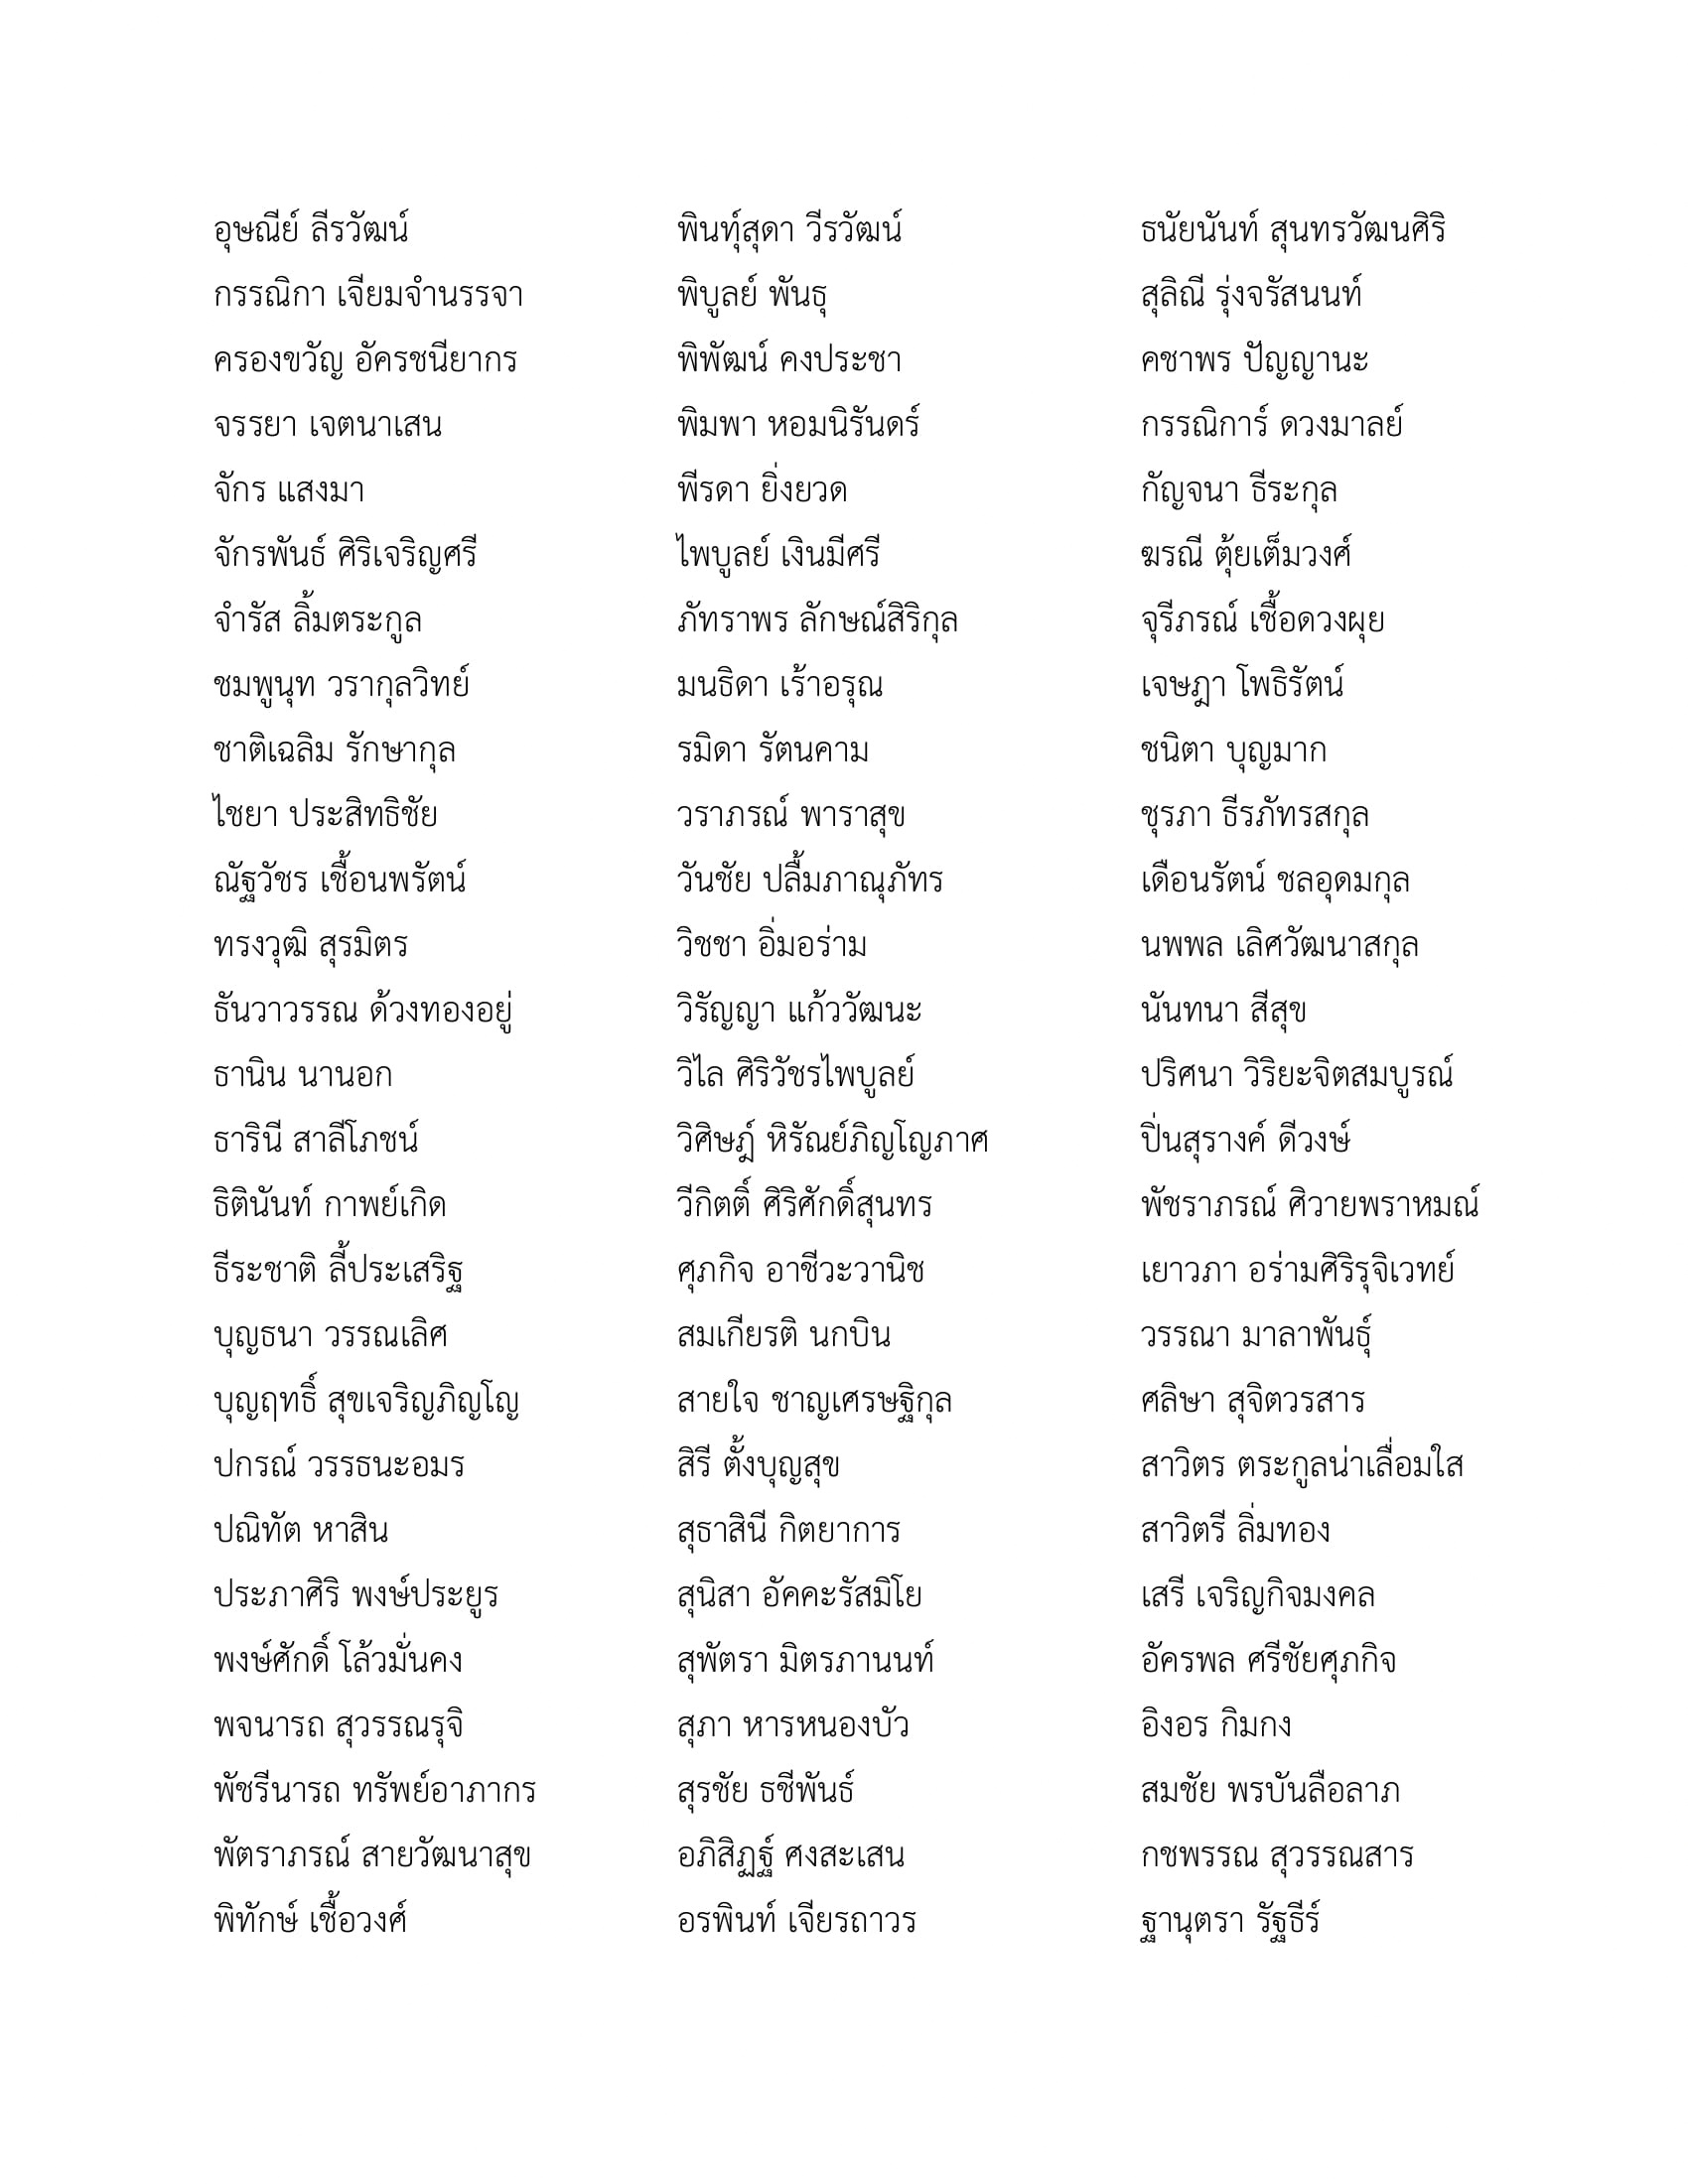 อุษณีย์ ลีรวัฒน์
กรรณิกา เจียมจำนรรจา
ครองขวัญ อัครชนียากร
จรรยา เจตนาเสน
จักร แสงมา
จักรพันธ์ ศิริเจริญศรี
จำรัส ลิ้มตระกูล
ชมพูนุท วรากุลวิทย์
ชาติเฉลิม รักษากุล
ไชยา ประสิทธิชัย
ณัฐวัชร เชื้อนพรัตน์
ทรงวุฒิ สุรมิตร
ธันวาวรรณ ด้วงทองอยู่
ธานิน นานอก
ธารินี สาลีโภชน์
ธิตินันท์ กาพย์เกิด
ธีระชาติ ลี้ประเสริฐ
บุญธนา วรรณเลิศ
บุญฤทธิ์ สุขเจริญภิญโญ
ปกรณ์ วรรธนะอมร
ปณิทัต หาสิน
ประภาศิริ พงษ์ประยูร
พงษ์ศักดิ์ โล้วมั่นคง
พจนารถ สุวรรณรุจิ
พัชรีนารถ ทรัพย์อาภากร
พัตราภรณ์ สายวัฒนาสุข
พิทักษ์ เชื้อวงศ์
พินทุ์สุดา วีรวัฒน์
พิบูลย์ พันธุ
พิพัฒน์ คงประชา
พิมพา หอมนิรันดร์
พีรดา ยิ่งยวด
ไพบูลย์ เงินมีศรี
ภัทราพร ลักษณ์สิริกุล
มนธิดา เร้าอรุณ
รมิดา รัตนคาม
วราภรณ์ พาราสุข
วันชัย ปลื้มภาณุภัทร
วิชชา อิ่มอร่าม
วิรัญญา แก้ววัฒนะ
วิไล ศิริวัชรไพบูลย์
วิศิษฎ์ หิรัณย์ภิญโญภาศ
วีกิตติ์ ศิริศักดิ์สุนทร
ศุภกิจ อาชีวะวานิช
สมเกียรติ นกบิน
สายใจ ชาญเศรษฐิกุล
สิรี ตั้งบุญสุข
สุธาสินี กิตยาการ
สุนิสา อัคคะรัสมิโย
สุพัตรา มิตรภานนท์
สุภา หารหนองบัว
สุรชัย ธชีพันธ์
อภิสิฏฐ์ ศงสะเสน
อรพินท์ เจียรถาวร
ธนัยนันท์ สุนทรวัฒนศิริ
สุลิณี รุ่งจรัสนนท์
คชาพร ปัญญานะ
กรรณิการ์ ดวงมาลย์
กัญจนา ธีระกุล
ฆรณี ตุ้ยเต็มวงศ์
จุรีภรณ์ เชื้อดวงผุย
เจษฎา โพธิรัตน์
ชนิตา บุญมาก
ชุรภา ธีรภัทรสกุล
เดือนรัตน์ ชลอุดมกุล
นพพล เลิศวัฒนาสกุล
นันทนา สีสุข
ปริศนา วิริยะจิตสมบูรณ์
ปิ่นสุรางค์ ดีวงษ์
พัชราภรณ์ ศิวายพราหมณ์
เยาวภา อร่ามศิริรุจิเวทย์
วรรณา มาลาพันธุ์
ศลิษา สุจิตวรสาร
สาวิตร ตระกูลน่าเลื่อมใส
สาวิตรี ลิ่มทอง
เสรี เจริญกิจมงคล
อัครพล ศรีชัยศุภกิจ
อิงอร กิมกง
สมชัย พรบันลือลาภ
กชพรรณ สุวรรณสาร
ฐานุตรา รัฐธีร์